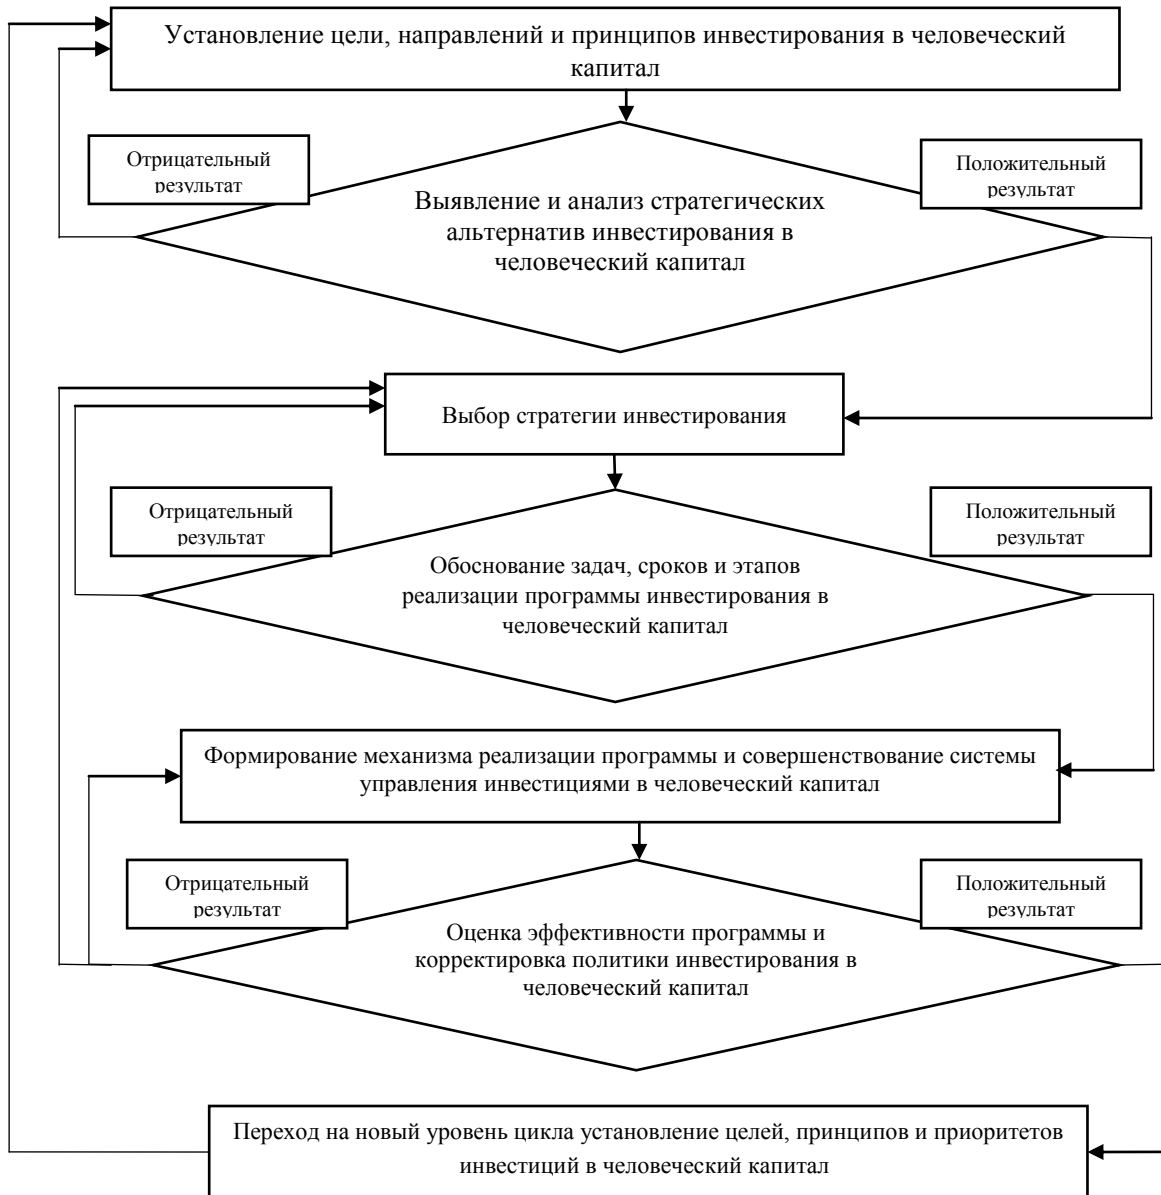 Установление цели, направлений и принципов инвестирования в человеческий
капитал
Отрицательный
результат
Положительный
результат
Выявление и анализ стратегических
альтернатив инвестирования в
человеческий капитал
Выбор стратегии инвестирования
Отрицательный
результат
Положительный
результат
Обоснование задач, сроков и этапов
реализации программы инвестирования в
человеческий капитал
Формирование механизма реализации программы и совершенствование системы
управления инвестициями в человеческий капитал
Отрицательный
результат
Положительный
результат
Оценка эффективности программы и
корректировка политики инвестирования в
человеческий капитал
Переход на новый уровень цикла установление целей, принципов и приоритетов
инвестиций в человеческий капитал